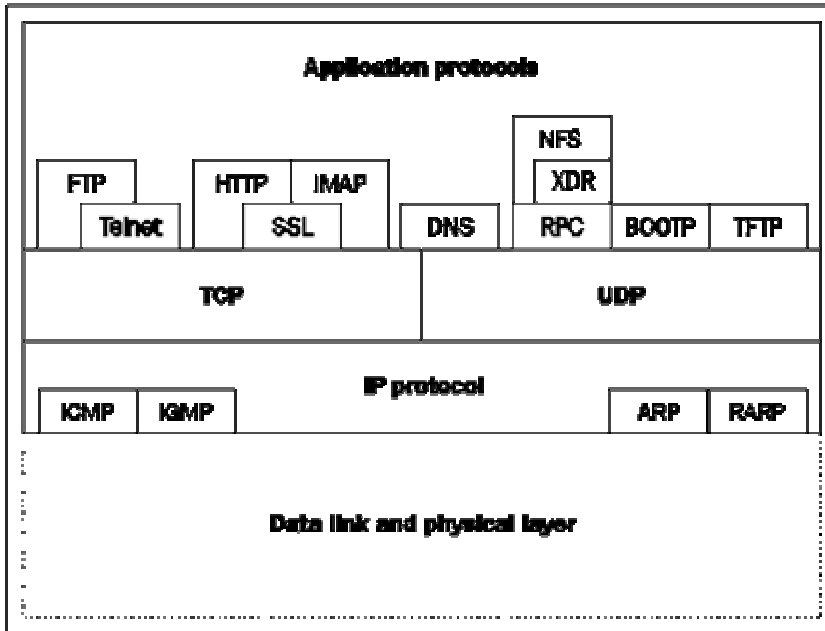 Application protocols
NFS
FTP HTTP IMAP XDR
Telnet SSL DNS RPC BOOTP TFTP
TCP UDP
IP protocol
ICMP IGMP ARP RARP
Data link and physical layer